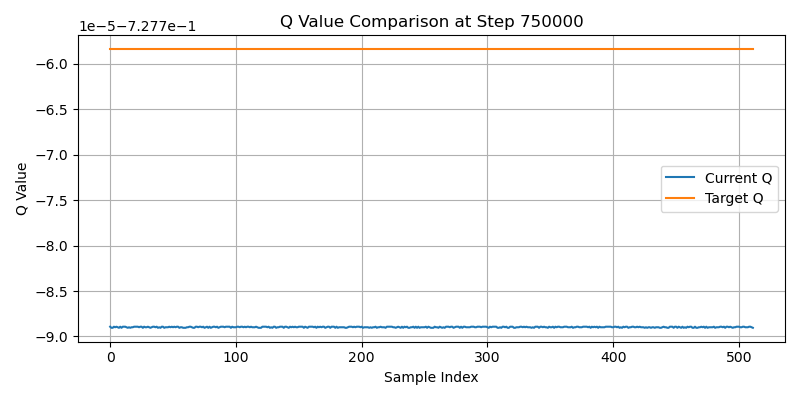 Q Value Comparison at Step 750000
1e−5−7.277e−1
−6.0
−6.5
−7.0
−7.5
−8.0
−8.5
−9.0
Q Value
Current Q
Target Q
0 100 200 300 400 500
Sample Index